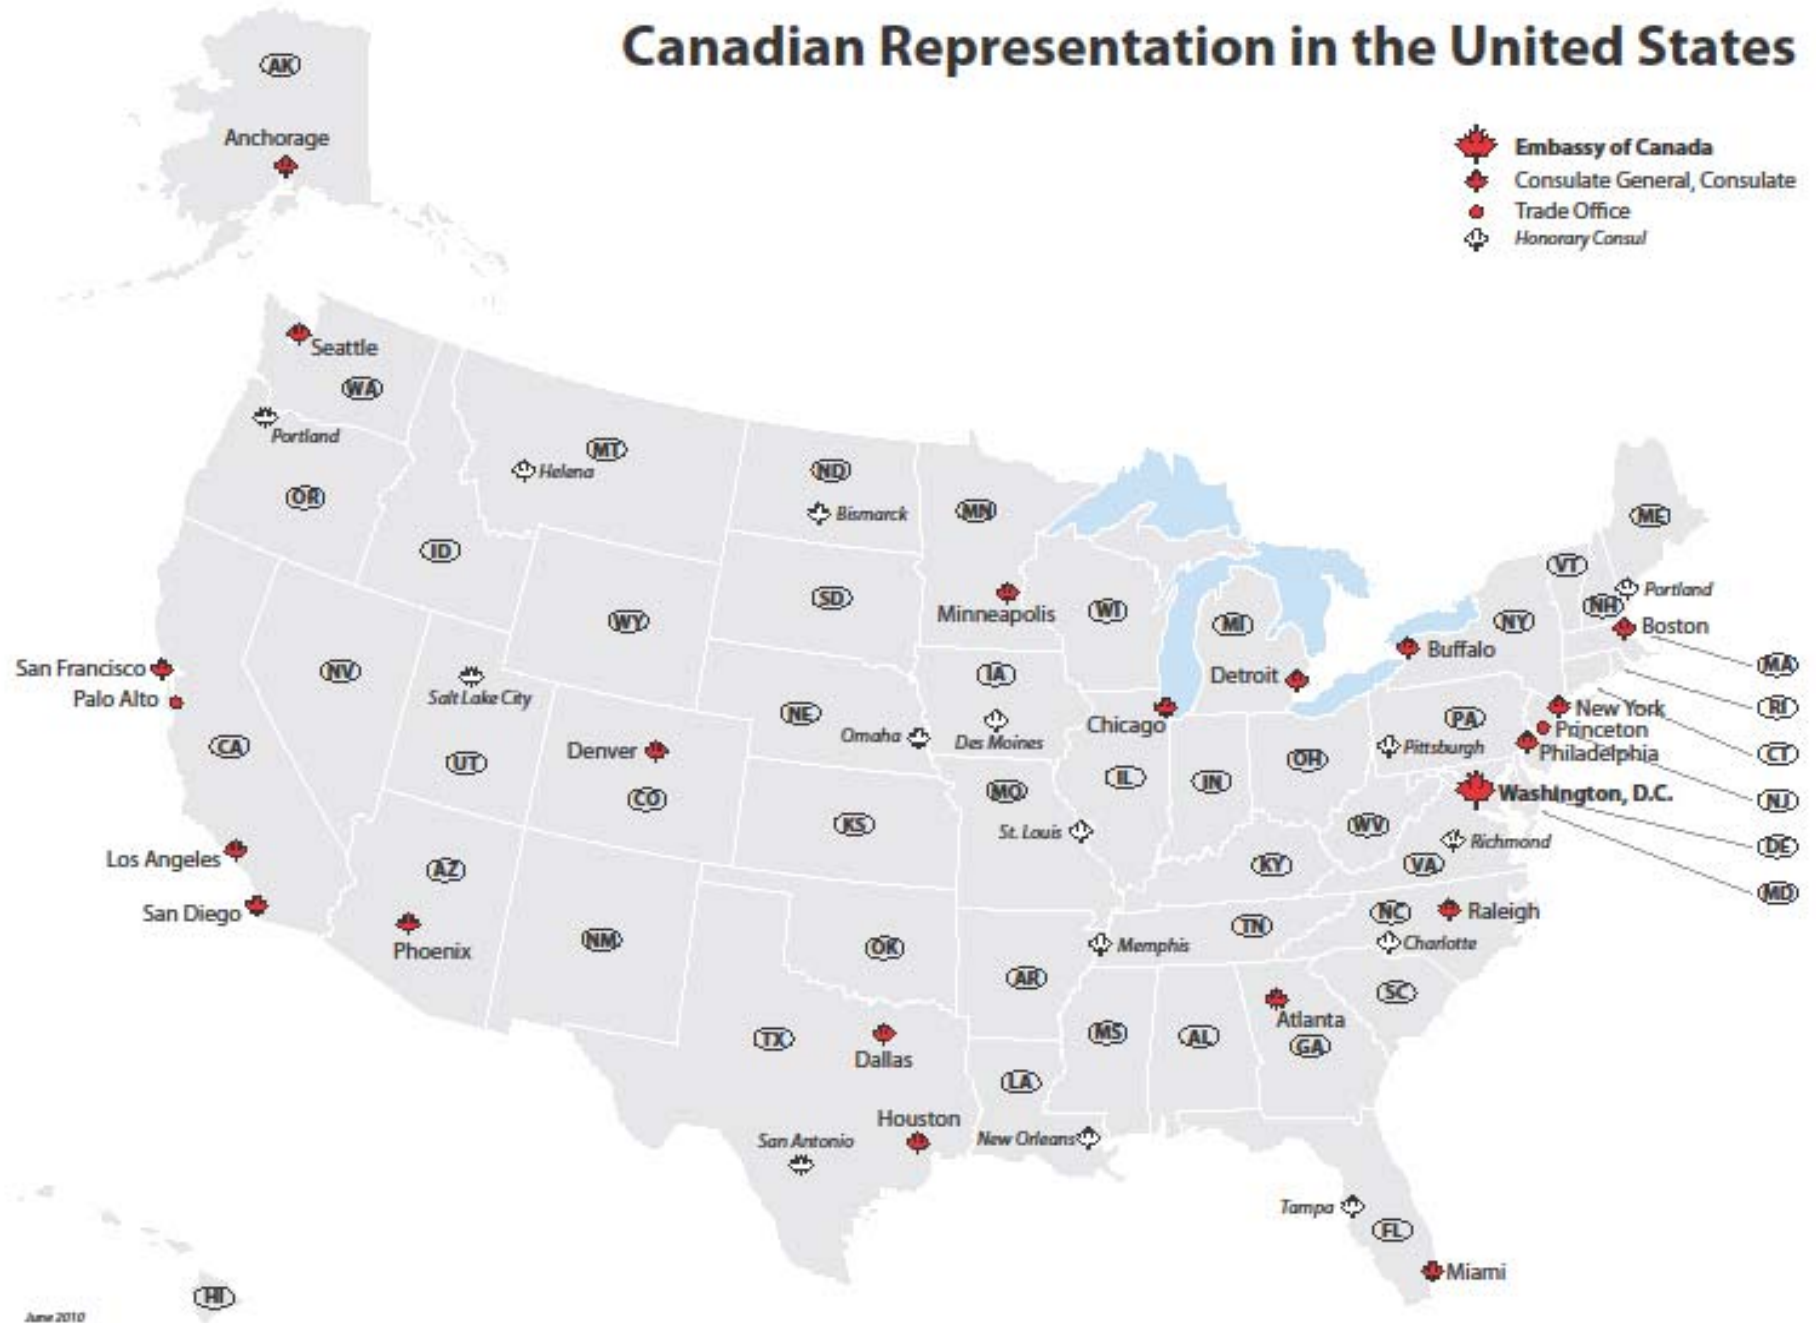 Canadian Representation in the United States
Embassy of Canada
Consulate General, Consulate
Trade Office
Honorary Consul
AK
Anchorage
Seattle
WA
Portland
OR
MT
Helena
ND
Bismarck
MN
ID
WY
SD
Minneapolis
WI
MI
ME
VT
Portland
NH
NY
Boston
MA
Buffalo
Detroit
San Francisco
Palo Alto
NV
Salt Lake City
IA
RI
NE
Omaha
Des Moines
Chicago
PA
New York
Princeton
Philadelphia
Pittsburgh
CT
CA
UT
Denver
CO
IL
IN
OH
Washington, D.C.
NJ
KS
MO
St. Louis
WV
Richmond
DE
VA
KY
MD
Los Angeles
San Diego
AZ
Phoenix
NM
OK
AR
Memphis
TN
NC
Raleigh
Charlotte
SC
Atlanta
GA
TX
Dallas
MS
AL
LA
Houston
San Antonio
New Orleans
Tampa
FL
Miami
HI
June 2010